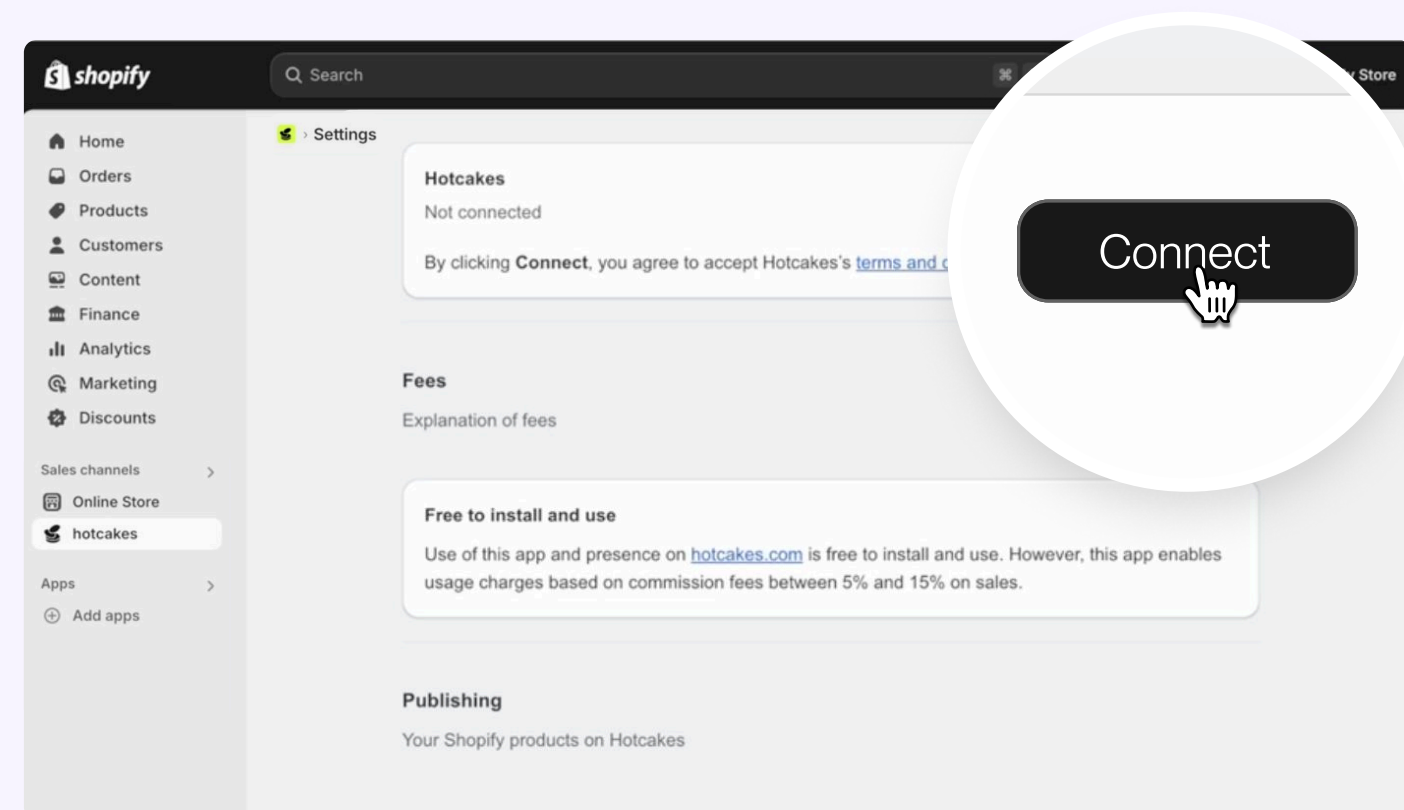 shopify
Search
⌘
Store
Home
Orders
Products
Customers
Content
Finance
Analytics
Marketing
Discounts
Sales channels
Online Store
hotcakes
Apps
Add apps
› Settings
Hotcakes
Not connected
By clicking Connect, you agree to accept Hotcakes’s terms and
Connect
Fees
Explanation of fees
Free to install and use
Use of this app and presence on hotcakes.com is free to install and use. However, this app enables
usage charges based on commission fees between 5% and 15% on sales.
Publishing
Your Shopify products on Hotcakes